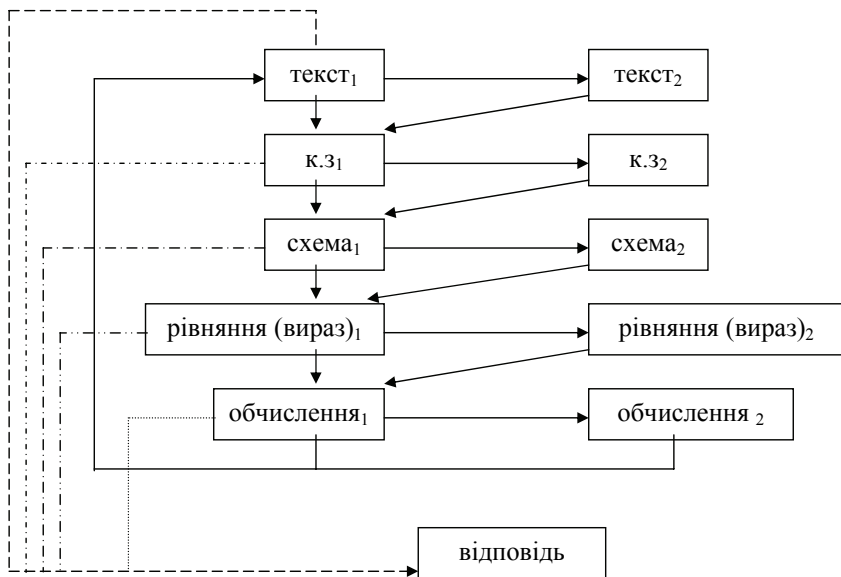 текст₁ текст₂
к.з₁ к.з₂
схема₁ схема₂
рівняння (вираз)₁ рівняння (вираз)₂
обчислення₁ обчислення ₂
відповідь